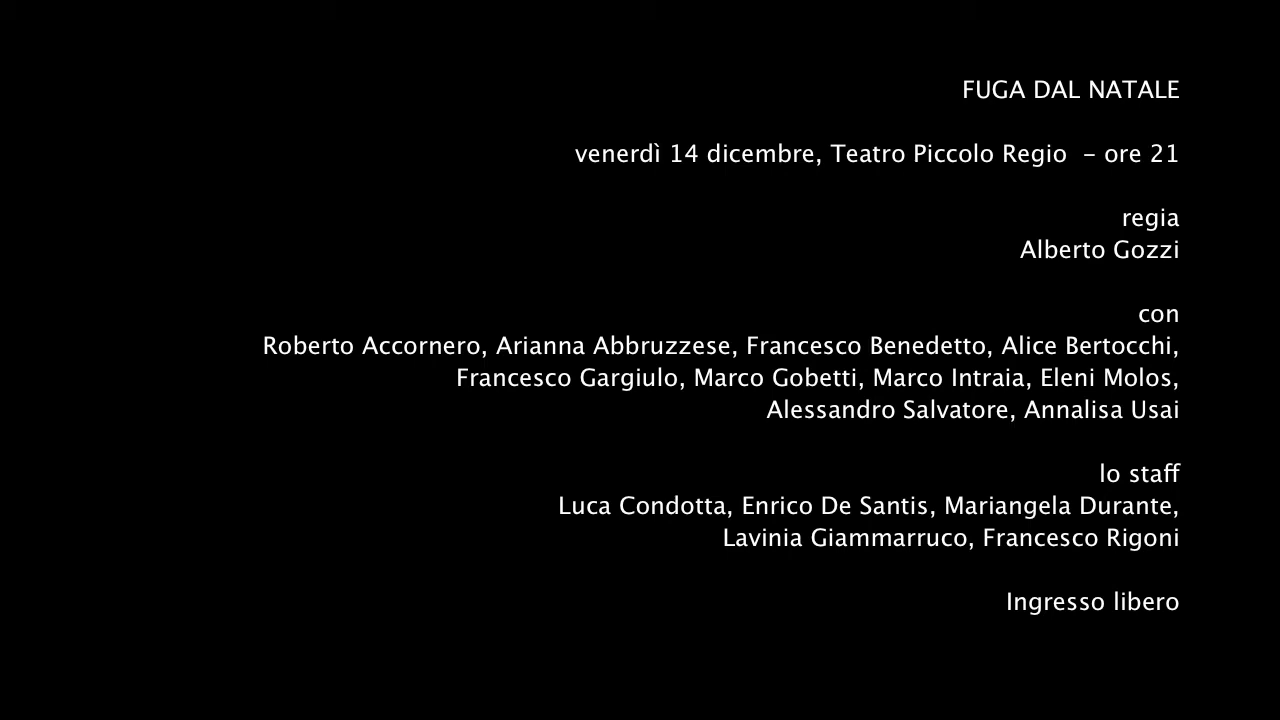 FUGA DAL NATALE
venerdì 14 dicembre, Teatro Piccolo Regio  - ore 21
regia
Alberto Gozzi
con
Roberto Accornero, Arianna Abbruzzese, Francesco Benedetto, Alice Bertocchi,
Francesco Gargiulo, Marco Gobetti, Marco Intraia, Eleni Molos,
Alessandro Salvatore, Annalisa Usai
lo staff
Luca Condotta, Enrico De Santis, Mariangela Durante,
Lavinia Giammarruco, Francesco Rigoni
Ingresso libero